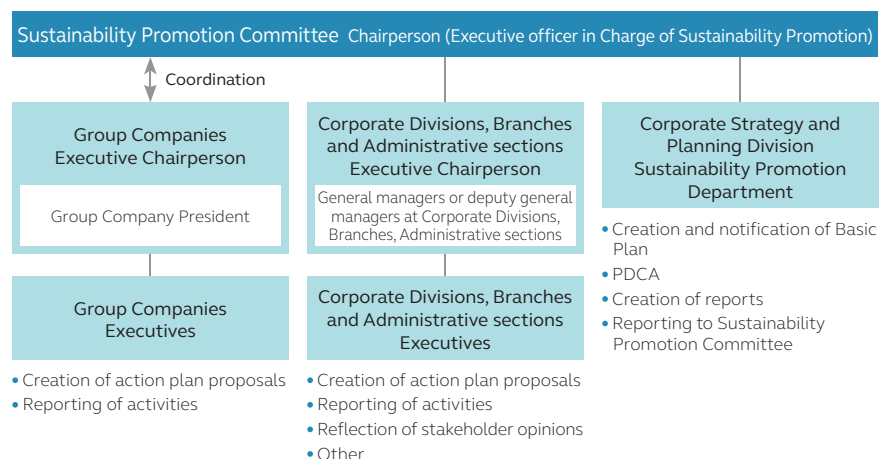 Sustainability Promotion Committee Chairperson (Executive officer in Charge of Sustainability Promotion)
Coordination
Group Companies
Executive Chairperson
Group Company President
Group Companies
Executives
• Creation of action plan proposals
• Reporting of activities
Corporate Divisions, Branches
and Administrative sections
Executive Chairperson
General managers or deputy general
managers at Corporate Divisions,
Branches, Administrative sections
Corporate Divisions, Branches
and Administrative sections
Executives
• Creation of action plan proposals
• Reporting of activities
• Reflection of stakeholder opinions
• Other
Corporate Strategy and
Planning Division
Sustainability Promotion
Department
• Creation and notification of Basic
Plan
• PDCA
• Creation of reports
• Reporting to Sustainability
Promotion Committee